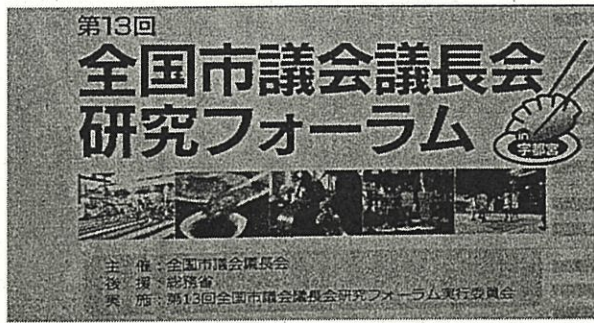 第13回
全国市議会議長会
研究フォーラム
in
宇都宮
主 催:全国市議会議長会
後 援:総務省
実 施:第13回全国市議会議長会研究フォーラム実行委員会